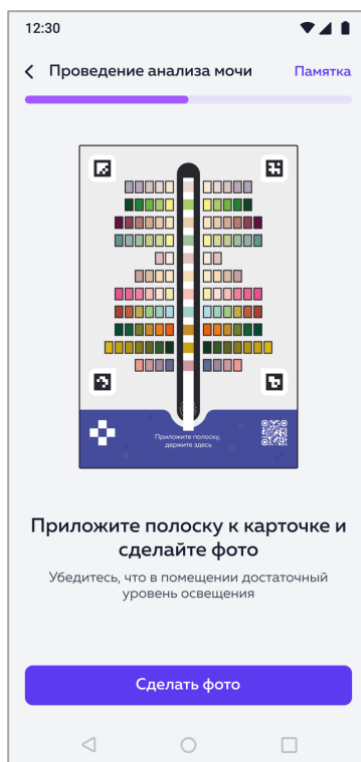 12:30
Проведение анализа мочи
Памятка
Приложите полоску,
держите здесь
Приложите полоску к карточке и
сделайте фото
Убедитесь, что в помещении достаточный
уровень освещения
Сделать фото